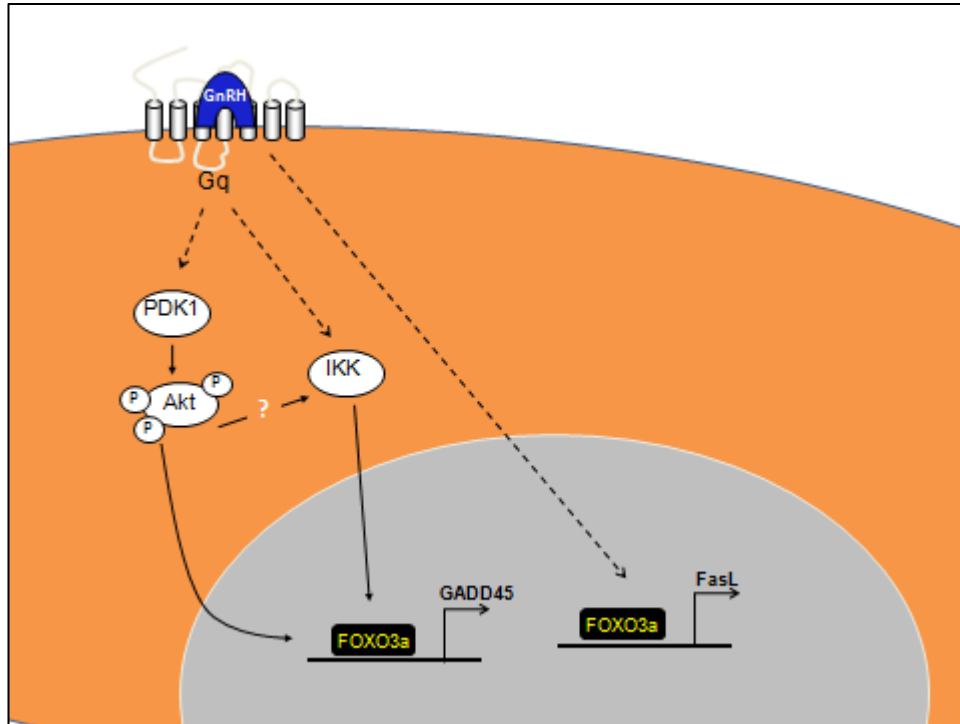 GnRH
Gq
PDK1
IKK
P
P
Akt
P
?
GADD45
FasL
FOXO3a
FOXO3a